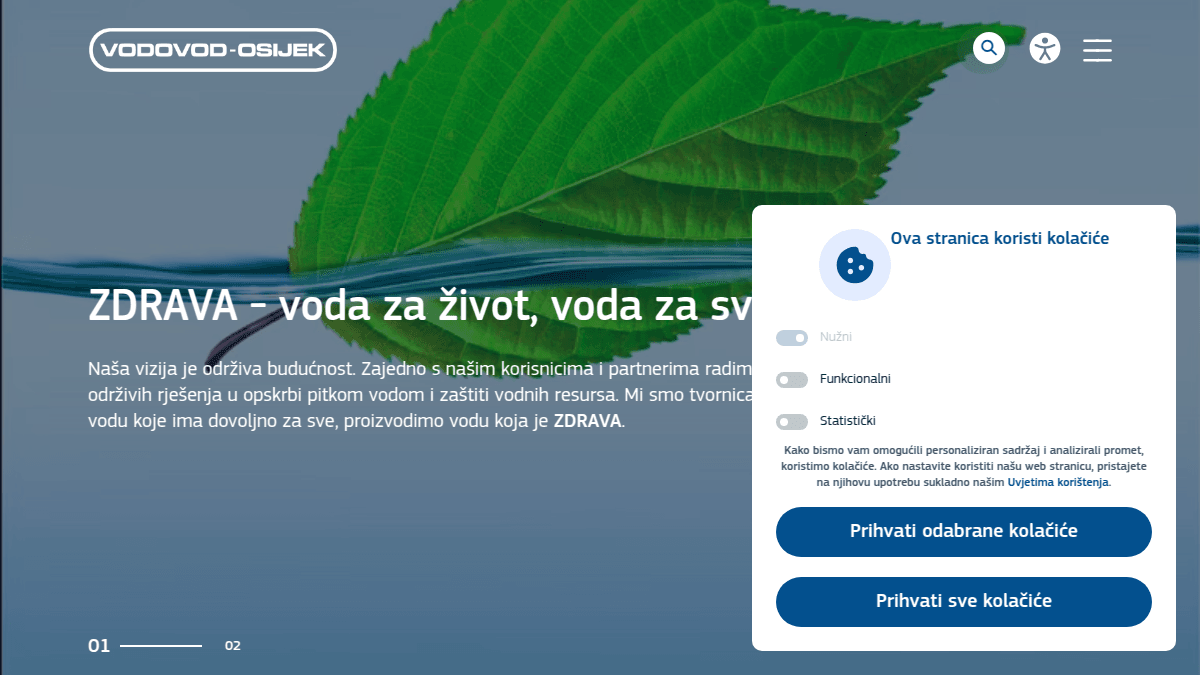 VODOVOD-OSIJEK
ZDRAVA – voda za život, voda za sv
Naša vizija je održiva budućnost. Zajedno s našim korisnicima i partnerima radim
održivih rješenja u opskrbi pitkom vodom i zaštiti vodnih resursa. Mi smo tvornica
vodu koje ima dovoljno za sve, proizvodimo vodu koja je ZDRAVA.
01
02
Ova stranica koristi kolačiće
Nužni
Funkcionalni
Statistički
Kako bismo vam omogućili personaliziran sadržaj i analizirali promet,
koristimo kolačiće. Ako nastavite koristiti našu web stranicu, pristajete
na njihovu upotrebu sukladno našim Uvjetima korištenja.
Prihvati odabrane kolačiće
Prihvati sve kolačiće